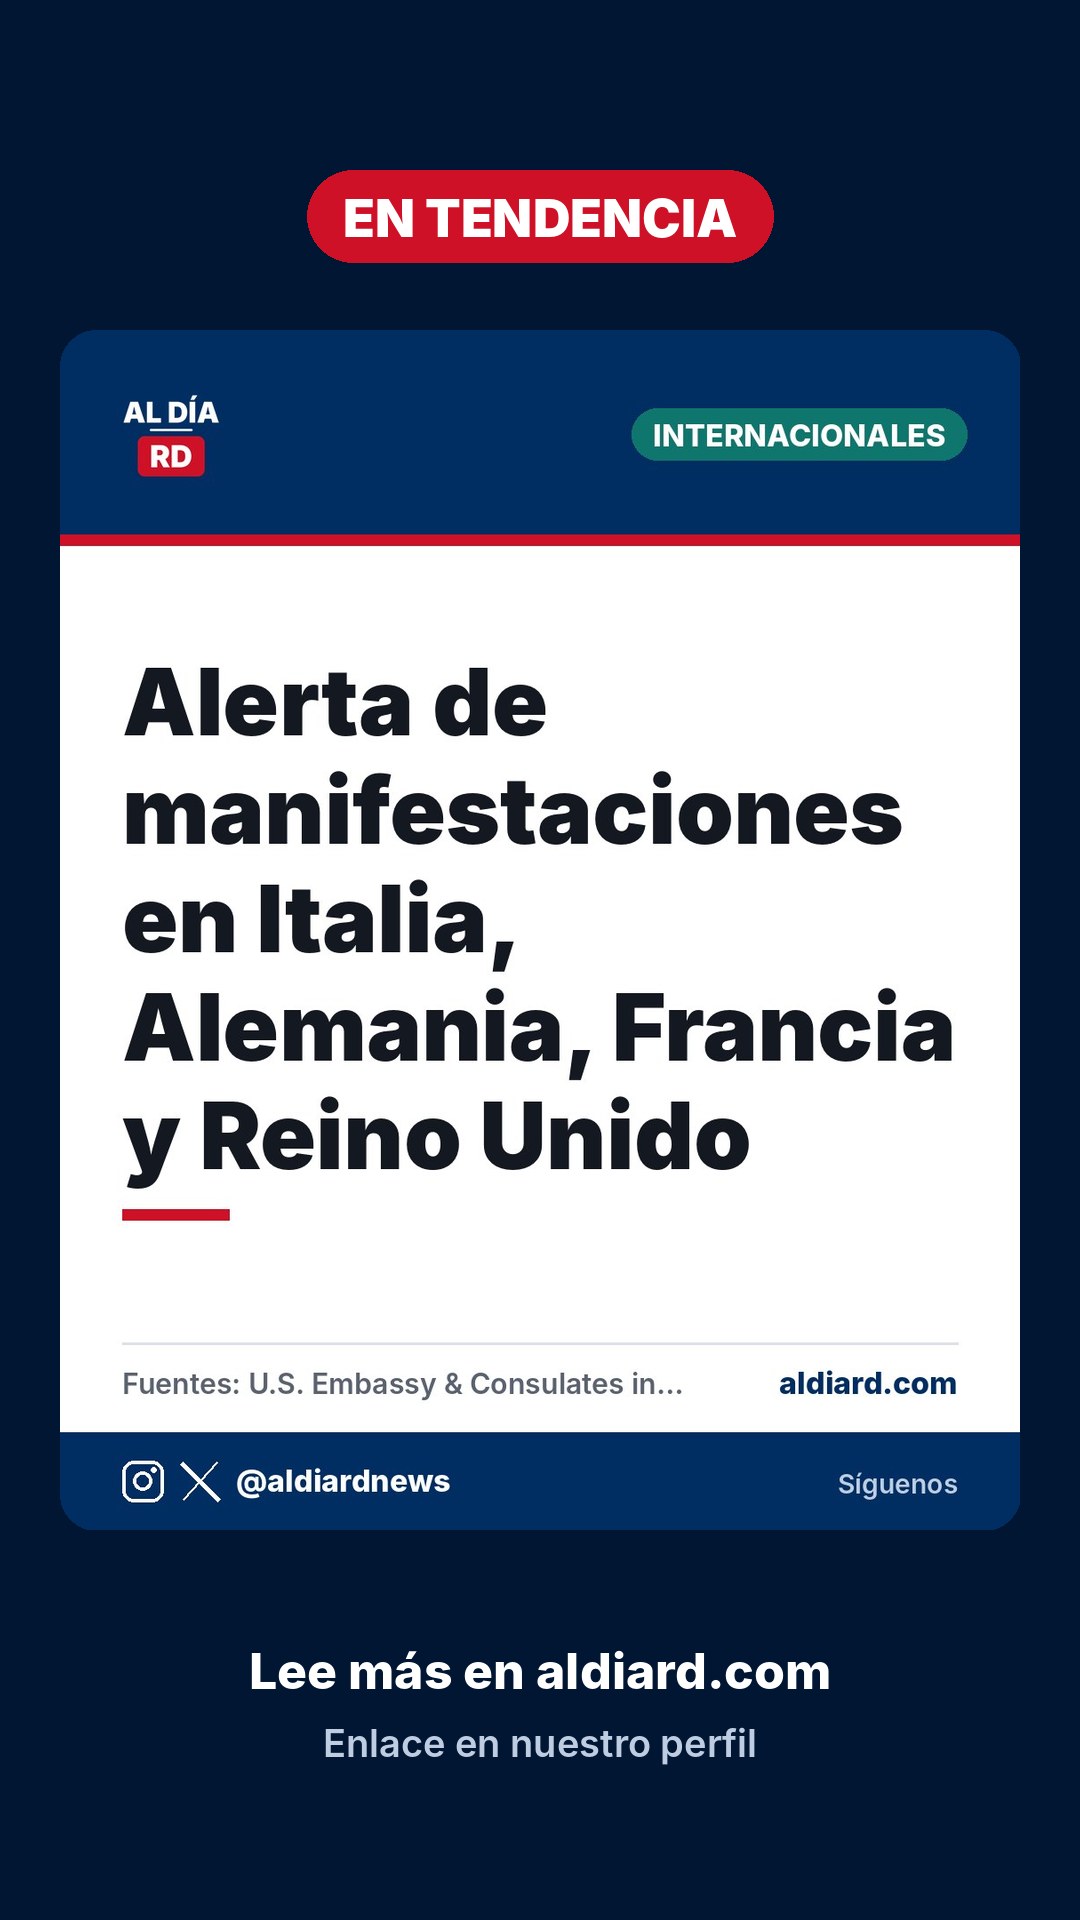 EN TENDENCIA
AL DÍA
RD
INTERNACIONALES
Alerta de
manifestaciones
en Italia,
Alemania, Francia
y Reino Unido
Fuentes: U.S. Embassy & Consulates in...
aldiard.com
@aldiardnews
Síguenos
Lee más en aldiard.com
Enlace en nuestro perfil